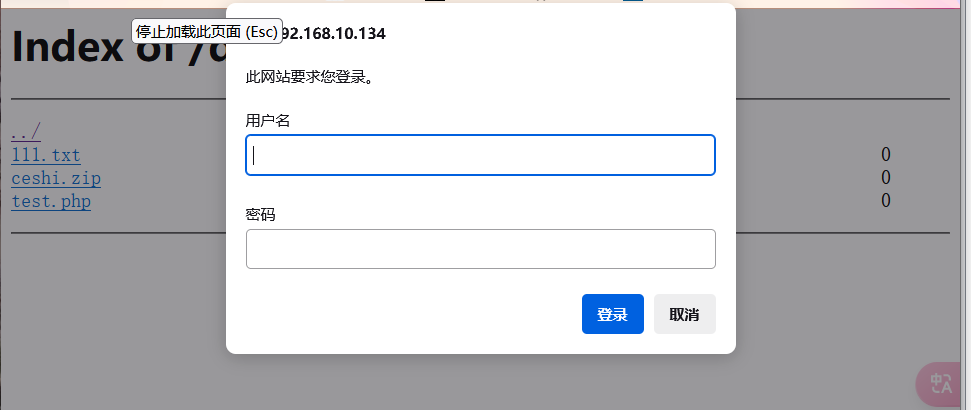 停止加载此页面 (Esc)
Index of /d
92.168.10.134
此网站要求您登录。
用户名
../
111.txt 0
ceshi.zip 0
test.php 0
密码
登录 取消